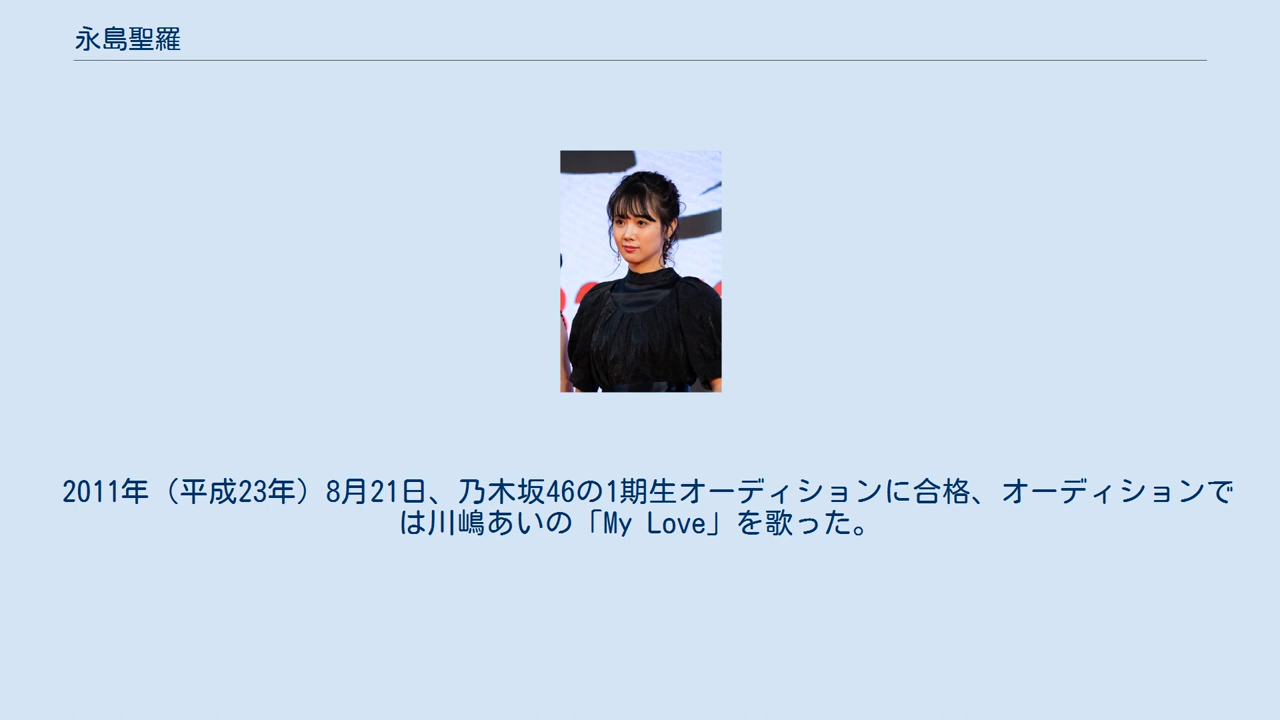 永島聖羅
2011年（平成23年）8月21日、乃木坂46の1期生オーディションに合格、オーディションで
は川嶋あいの「My Love」を歌った。